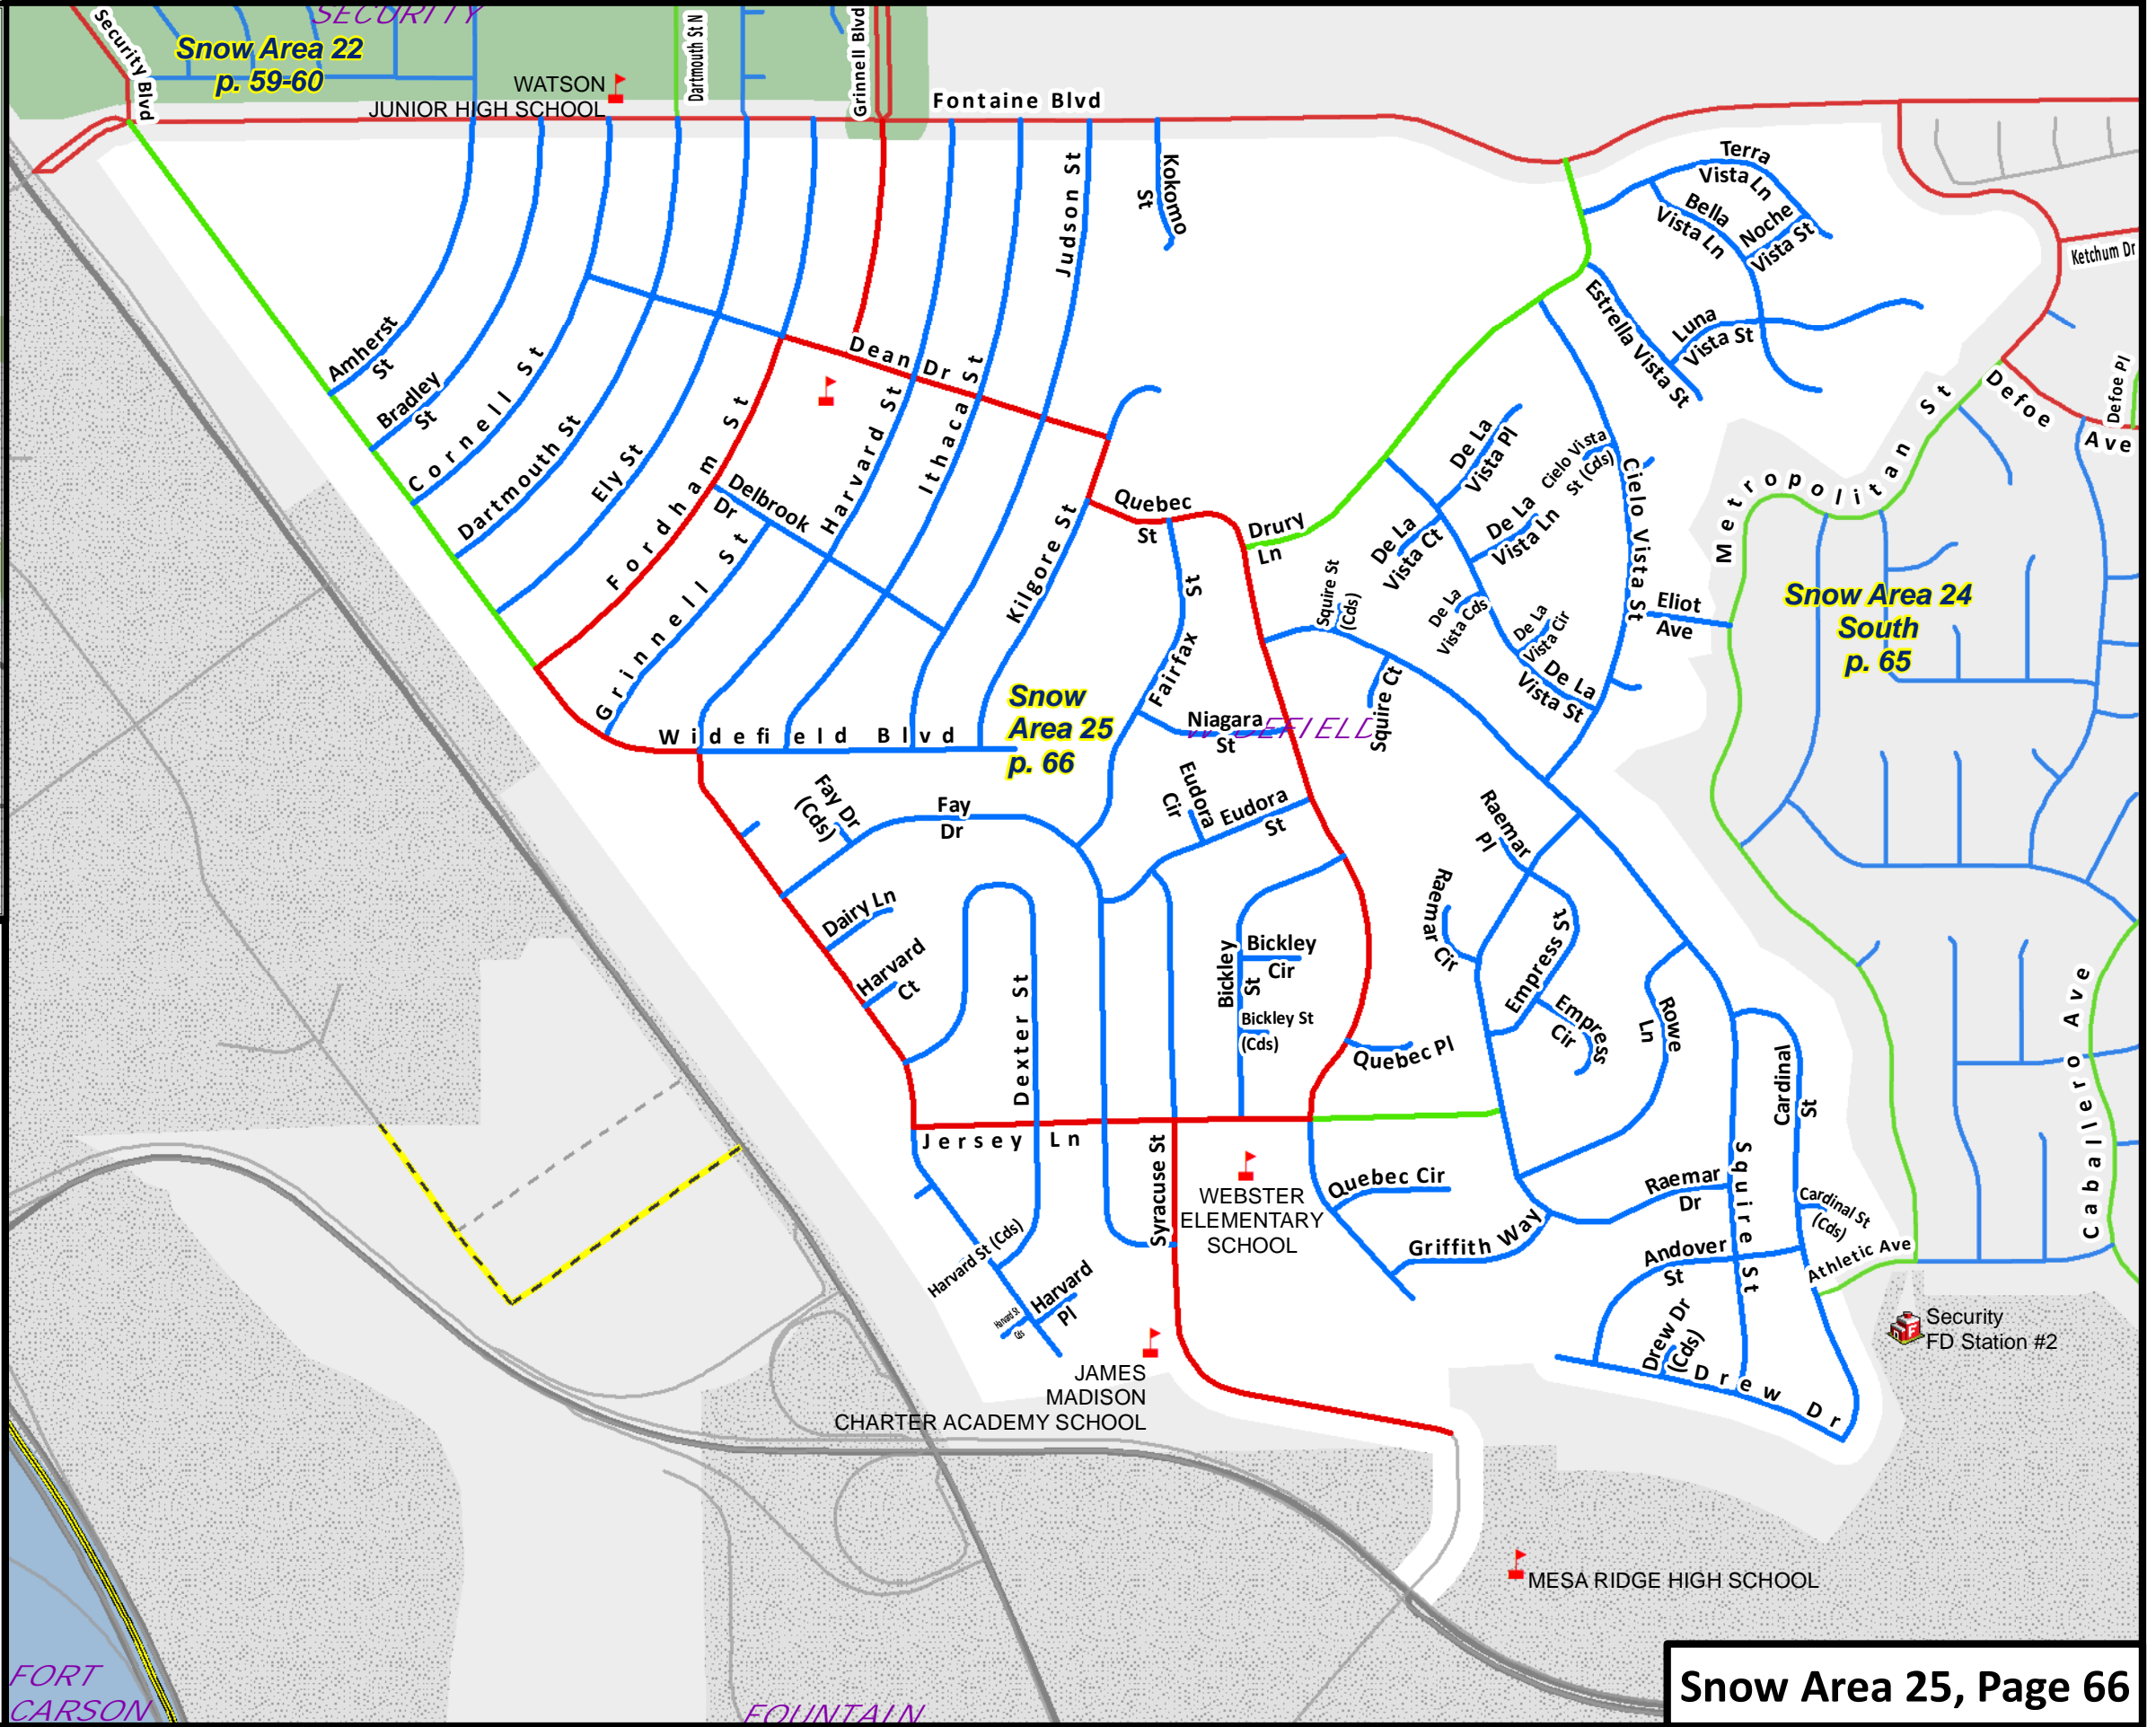 SECURITY
Security Blvd
Snow Area 22
p. 59-60
WATSON
JUNIOR HIGH SCHOOL
Dartmouth St N
Grinnell Blvd
Fontaine Blvd
Kokomo
St
Judson St
Terra
Vista Ln
Bella
Vista Ln
Noche
Vista St
Ketchum Dr
Estrella Vista St
Luna
Vista St
Amherst
St
Bradley
St
Cornell St
Dartmouth St
Ely St
Fordham St
Dean Dr
Harvard St
Ithaca St
Delbrook
Dr
Grinnell St
Kilgore St
Quebec
St
Drury
Ln
De La
Vista Pl
Cielo Vista
St (Cds)
Cielo Vista St
De La
Vista Ct
De La
Vista Ln
De La
Vista Cds
De La
Vista Cir
De La
Vista St
Squire St
(Cds)
Squire Ct
Eliot
Ave
Metropolitan St
Defoe
Ave
Defoe Pl
Snow Area 24
South
p. 65
Fairfax
St
Niagara
St
WIDEFIELD
Snow
Area 25
p. 66
Widefield Blvd
Fay Dr
(Cds)
Fay
Dr
Eudora
Cir
Eudora
St
Raemar
Pl
Raemar Cir
Empress St
Empress
Cir
Rowe
Ln
Dairy Ln
Harvard
Ct
Dexter St
Bickley
St
Bickley
Cir
Bickley St
(Cds)
Quebec Pl
Cardinal
St
Caballero Ave
Jersey Ln
Syracuse St
WEBSTER
ELEMENTARY
SCHOOL
Quebec Cir
Griffith Way
Raemar
Dr
Squire St
Cardinal St
(Cds)
Andover
St
Athletic Ave
Harvard St (Cds)
Harvard St
Cds
Harvard
Pl
Drew Dr
(Cds)
Drew Dr
Security
FD Station #2
JAMES
MADISON
CHARTER ACADEMY SCHOOL
MESA RIDGE HIGH SCHOOL
FORT
CARSON
FOUNTAIN
Snow Area 25, Page 66